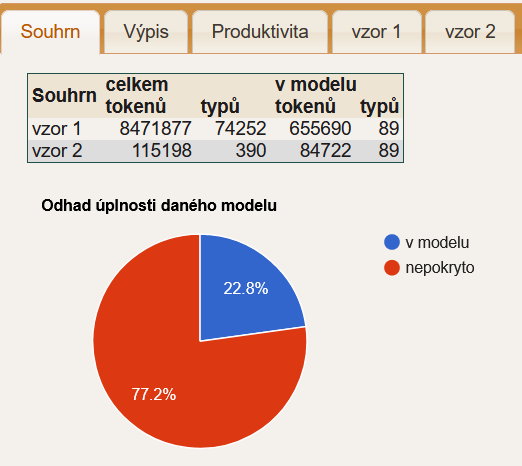 Souhrn Výpis Produktivita vzor 1 vzor 2
Souhrn celkem tokenů typů v modelu tokenů typů
vzor 1 8471877 74252 655690 89
vzor 2 115198 390 84722 89
Odhad úplnosti daného modelu
v modelu
nepokryto
22.8%
77.2%